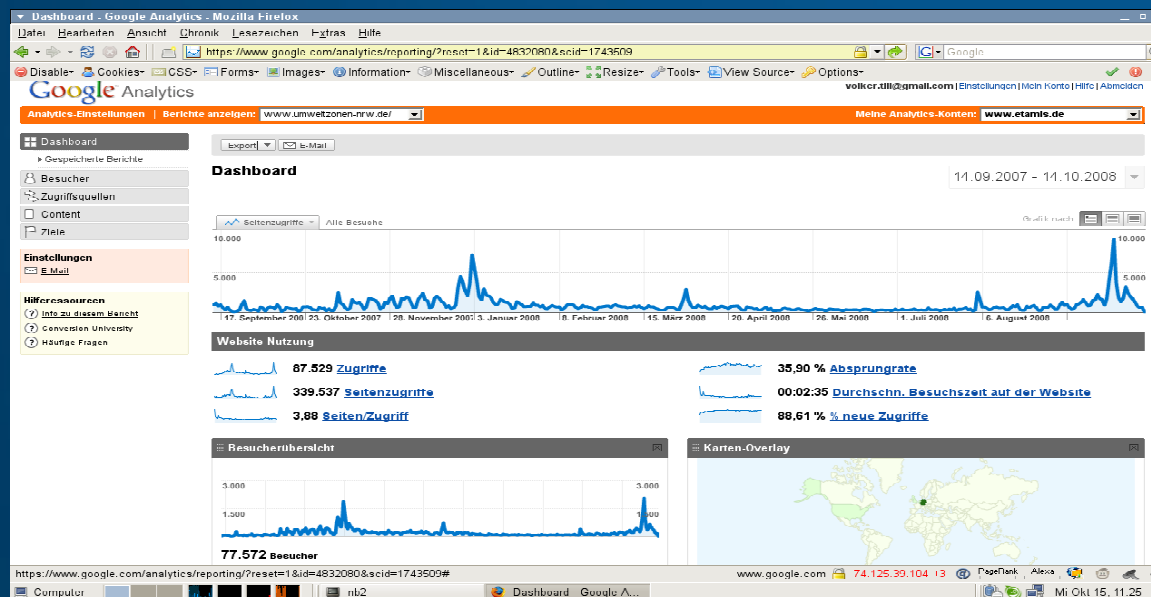 Dashboard - Google Analytics - Mozilla Firefox
Datei Bearbeiten Ansicht Chronik Lesezeichen Extras Hilfe
https://www.google.com/analytics/reporting/?reset=1&id=4832080&scid=1743509
G Google
Disable Cookies CSS Forms Images Information Miscellaneous Outline Resize Tools View Source Options
Google Analytics
volker.till@gmail.com | Einstellungen | Mein Konto | Hilfe | Abmelden
Analytics-Einstellungen | Berichte anzeigen: www.umweltzonen-nrw.de/
Meine Analytics-Konten: www.etamis.de
Dashboard
Gespeicherte Berichte
Besucher
Zugriffsquellen
Content
Ziele
Einstellungen
E-Mail
Hilferessourcen
Info zu diesem Bericht
Conversion University
Häufige Fragen
Export E-Mail
Dashboard
14.09.2007 - 14.10.2008
Seitenzugriffe Alle Besuche
Grafik nach:
10.000 10.000
5.000 5.000
17. September 2007 23. Oktober 2007 28. November 2007 3. Januar 2008 8. Februar 2008 15. März 2008 20. April 2008 26. Mai 2008 1. Juli 2008 6. August 2008
Website Nutzung
87.529 Zugriffe
339.537 Seitenzugriffe
3,88 Seiten/Zugriff
35,90 % Absprungrate
00:02:35 Durchschn. Besuchszeit auf der Website
88,61 % % neue Zugriffe
Besucherübersicht
3.000 3.000
1.500 1.500
77.572 Besucher
Karten-Overlay
https://www.google.com/analytics/reporting/?reset=1&id=4832080&scid=1743509#
www.google.com 74.125.39.104 +3 PageRank Alexa
Computer nb2 Dashboard - Google A... Mi Okt 15, 11.25